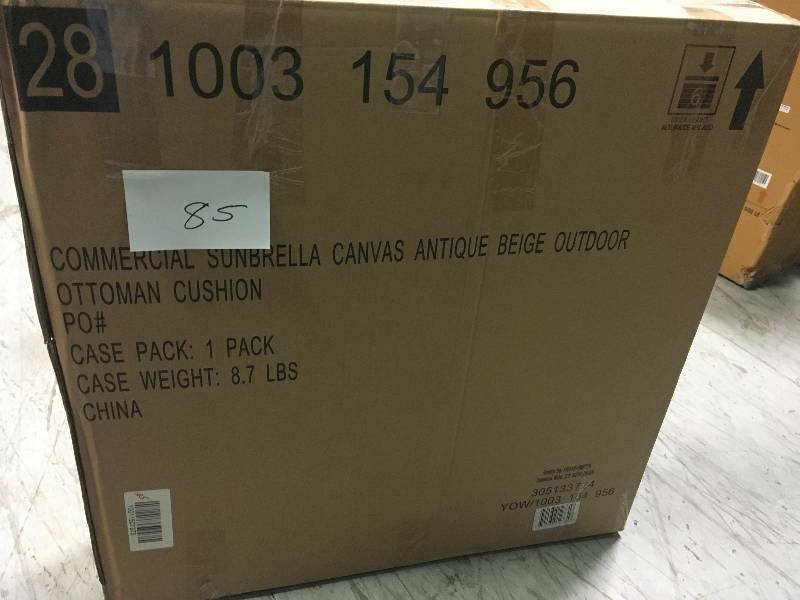 28 1003 154 956
6
85
COMMERCIAL SUNBRELLA CANVAS ANTIQUE BEIGE OUTDOOR
OTTOMAN CUSHION
PO#
CASE PACK: 1 PACK
CASE WEIGHT: 8.7 LBS
CHINA
YOW/1003 154 956